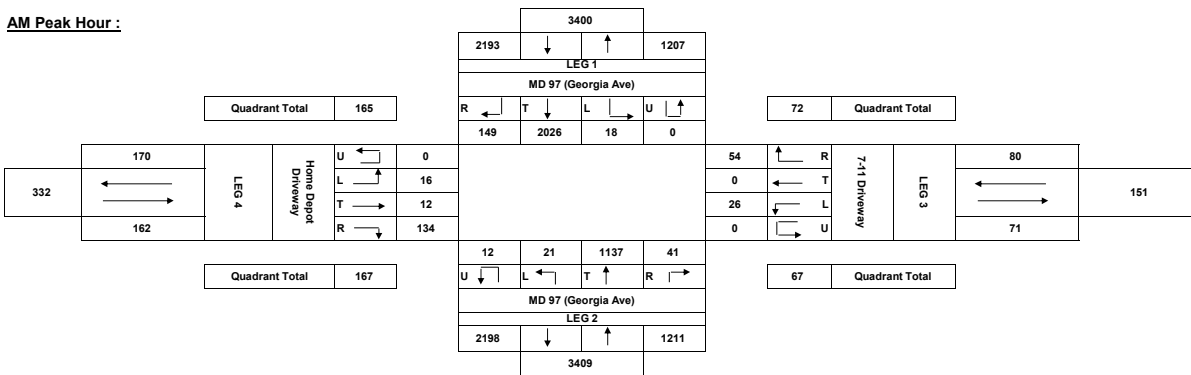 AM Peak Hour :
3400
2193 1207
LEG 1
MD 97 (Georgia Ave)
Quadrant Total 165
R T L U
72 Quadrant Total
149 2026 18 0
170
U 0
54 R
80
332
LEG 4
Home Depot Driveway
L 16
0 T
7-11 Driveway
LEG 3
151
T 12
26 L
162
R 134
0 U
71
12 21 1137 41
Quadrant Total 167
U L T R
67 Quadrant Total
MD 97 (Georgia Ave)
LEG 2
2198 1211
3409